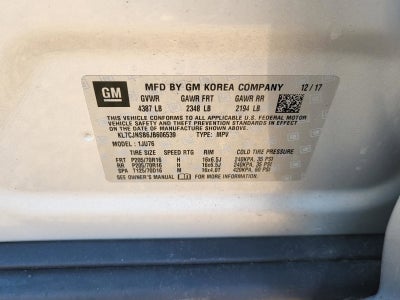 GM
MFD BY GM KOREA COMPANY 12/17
GVWR GAWR FRT GAWR RR
4387 LB 2348 LB 2194 LB
THIS VEHICLE CONFORMS TO ALL APPLICABLE U.S. FEDERAL MOTOR
VEHICLE SAFETY, BUMPER, AND THEFT PREVENTION STANDARDS IN EFFECT
ON THE DATE OF MANUFACTURE SHOWN ABOVE.
KL7CJNSB6JB606539 TYPE: MPV
MODEL: 1JU76
TIRE SIZE SPEED RTG RIM COLD TIRE PRESSURE
FRT P205/70R16 H 16x6.5J 240KPA, 35 PSI
RR P205/70R16 H 16x6.5J 240KPA, 35 PSI
SPA T125/70D16 M 16x4.0T 420KPA, 60 PSI
SEE OWNER'S MANUAL FOR ADDITIONAL INFORMATION.